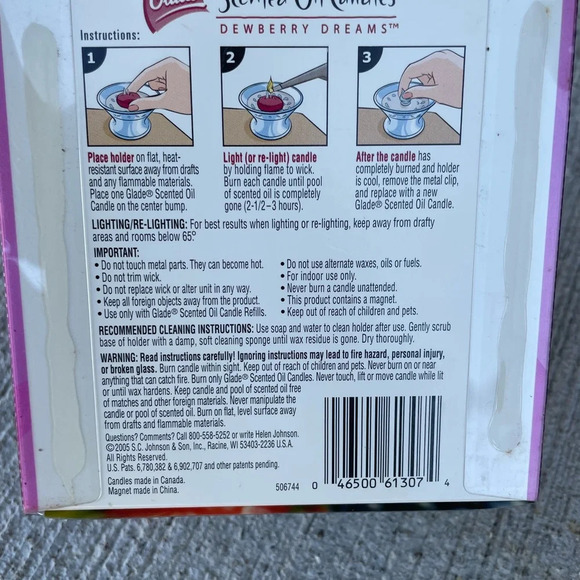 Glade
Scented Oil Candles
DEWBERRY DREAMS™
Instructions:
1
2
3
Place holder on flat, heat-
resistant surface away from drafts
and any flammable materials.
Place one Glade® Scented Oil
Candle on the center bump.
Light (or re-light) candle
by holding flame to wick.
Burn each candle until pool
of scented oil is completely
gone (2-1/2–3 hours).
After the candle has
completely burned and holder
is cool, remove the metal clip,
and replace with a new
Glade® Scented Oil Candle.
LIGHTING/RE-LIGHTING: For best results when lighting or re-lighting, keep away from drafty
areas and rooms below 65°.
IMPORTANT:
• Do not touch metal parts. They can become hot.
• Do not trim wick.
• Do not replace wick or alter unit in any way.
• Keep all foreign objects away from the product.
• Use only with Glade® Scented Oil Candle Refills.
• Do not use alternate waxes, oils or fuels.
• For indoor use only.
• Never burn a candle unattended.
• This product contains a magnet.
• Keep out of reach of children and pets.
RECOMMENDED CLEANING INSTRUCTIONS: Use soap and water to clean holder after use. Gently scrub
base of holder with a damp, soft cleaning sponge until wax residue is gone. Dry thoroughly.
WARNING: Read instructions carefully! Ignoring instructions may lead to fire hazard, personal injury,
or broken glass. Burn candle within sight. Keep out of reach of children and pets. Never burn on or near
anything that can catch fire. Burn only Glade® Scented Oil Candles. Never touch, lift or move candle while lit
or until wax hardens. Keep candle and pool of scented oil free
of matches and other foreign materials. Never manipulate the
candle or pool of scented oil. Burn on flat, level surface away
from drafts and flammable materials.
Questions? Comments? Call 800-558-5252 or write Helen Johnson.
©2005 S.C. Johnson & Son, Inc., Racine, WI 53403-2236 U.S.A.
All Rights Reserved.
U.S. Pats. 6,780,382 & 6,902,707 and other patents pending.
Candles made in Canada.
Magnet made in China.
506744
0 46500 61307 4